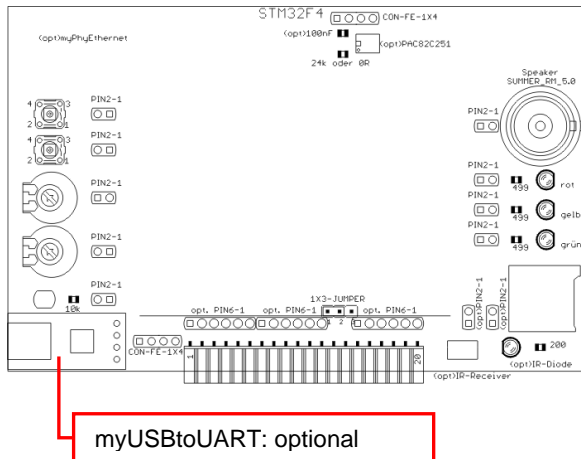 STM32F4
CON-FE-1X4
(opt)myPhyEthernet
(opt)100nF
(opt)PAC82C251
24k oder 0R
Speaker
SUMMER_RM_5.0
4 3
2 1
PIN2-1
PIN2-1
4 3
2 1
PIN2-1
PIN2-1
499
rot
PIN2-1
PIN2-1
499
gelb
PIN2-1
PIN2-1
499
grün
10k
PIN2-1
1X3-JUMPER
opt. PIN6-1
opt. PIN6-1
opt. PIN6-1
1 2 3
(opt)PIN2-1
(opt)PIN2-1
CON-FE-1X4
1
20
200
(opt)IR-Diode
(opt)IR-Receiver
myUSBtoUART: optional